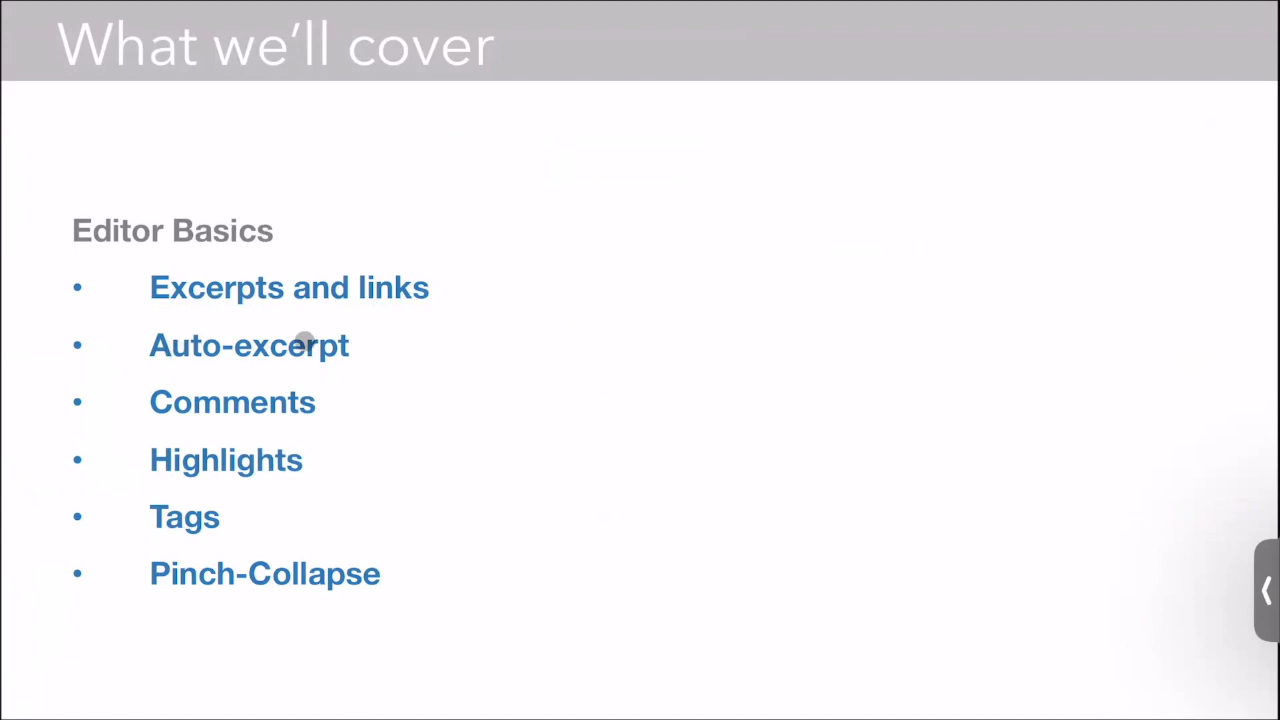 What we’ll cover
Editor Basics
• Excerpts and links
• Auto-excerpt
• Comments
• Highlights
• Tags
• Pinch-Collapse